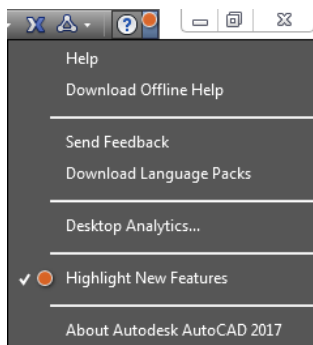 Help
Download Offline Help
Send Feedback
Download Language Packs
Desktop Analytics...
Highlight New Features
About Autodesk AutoCAD 2017